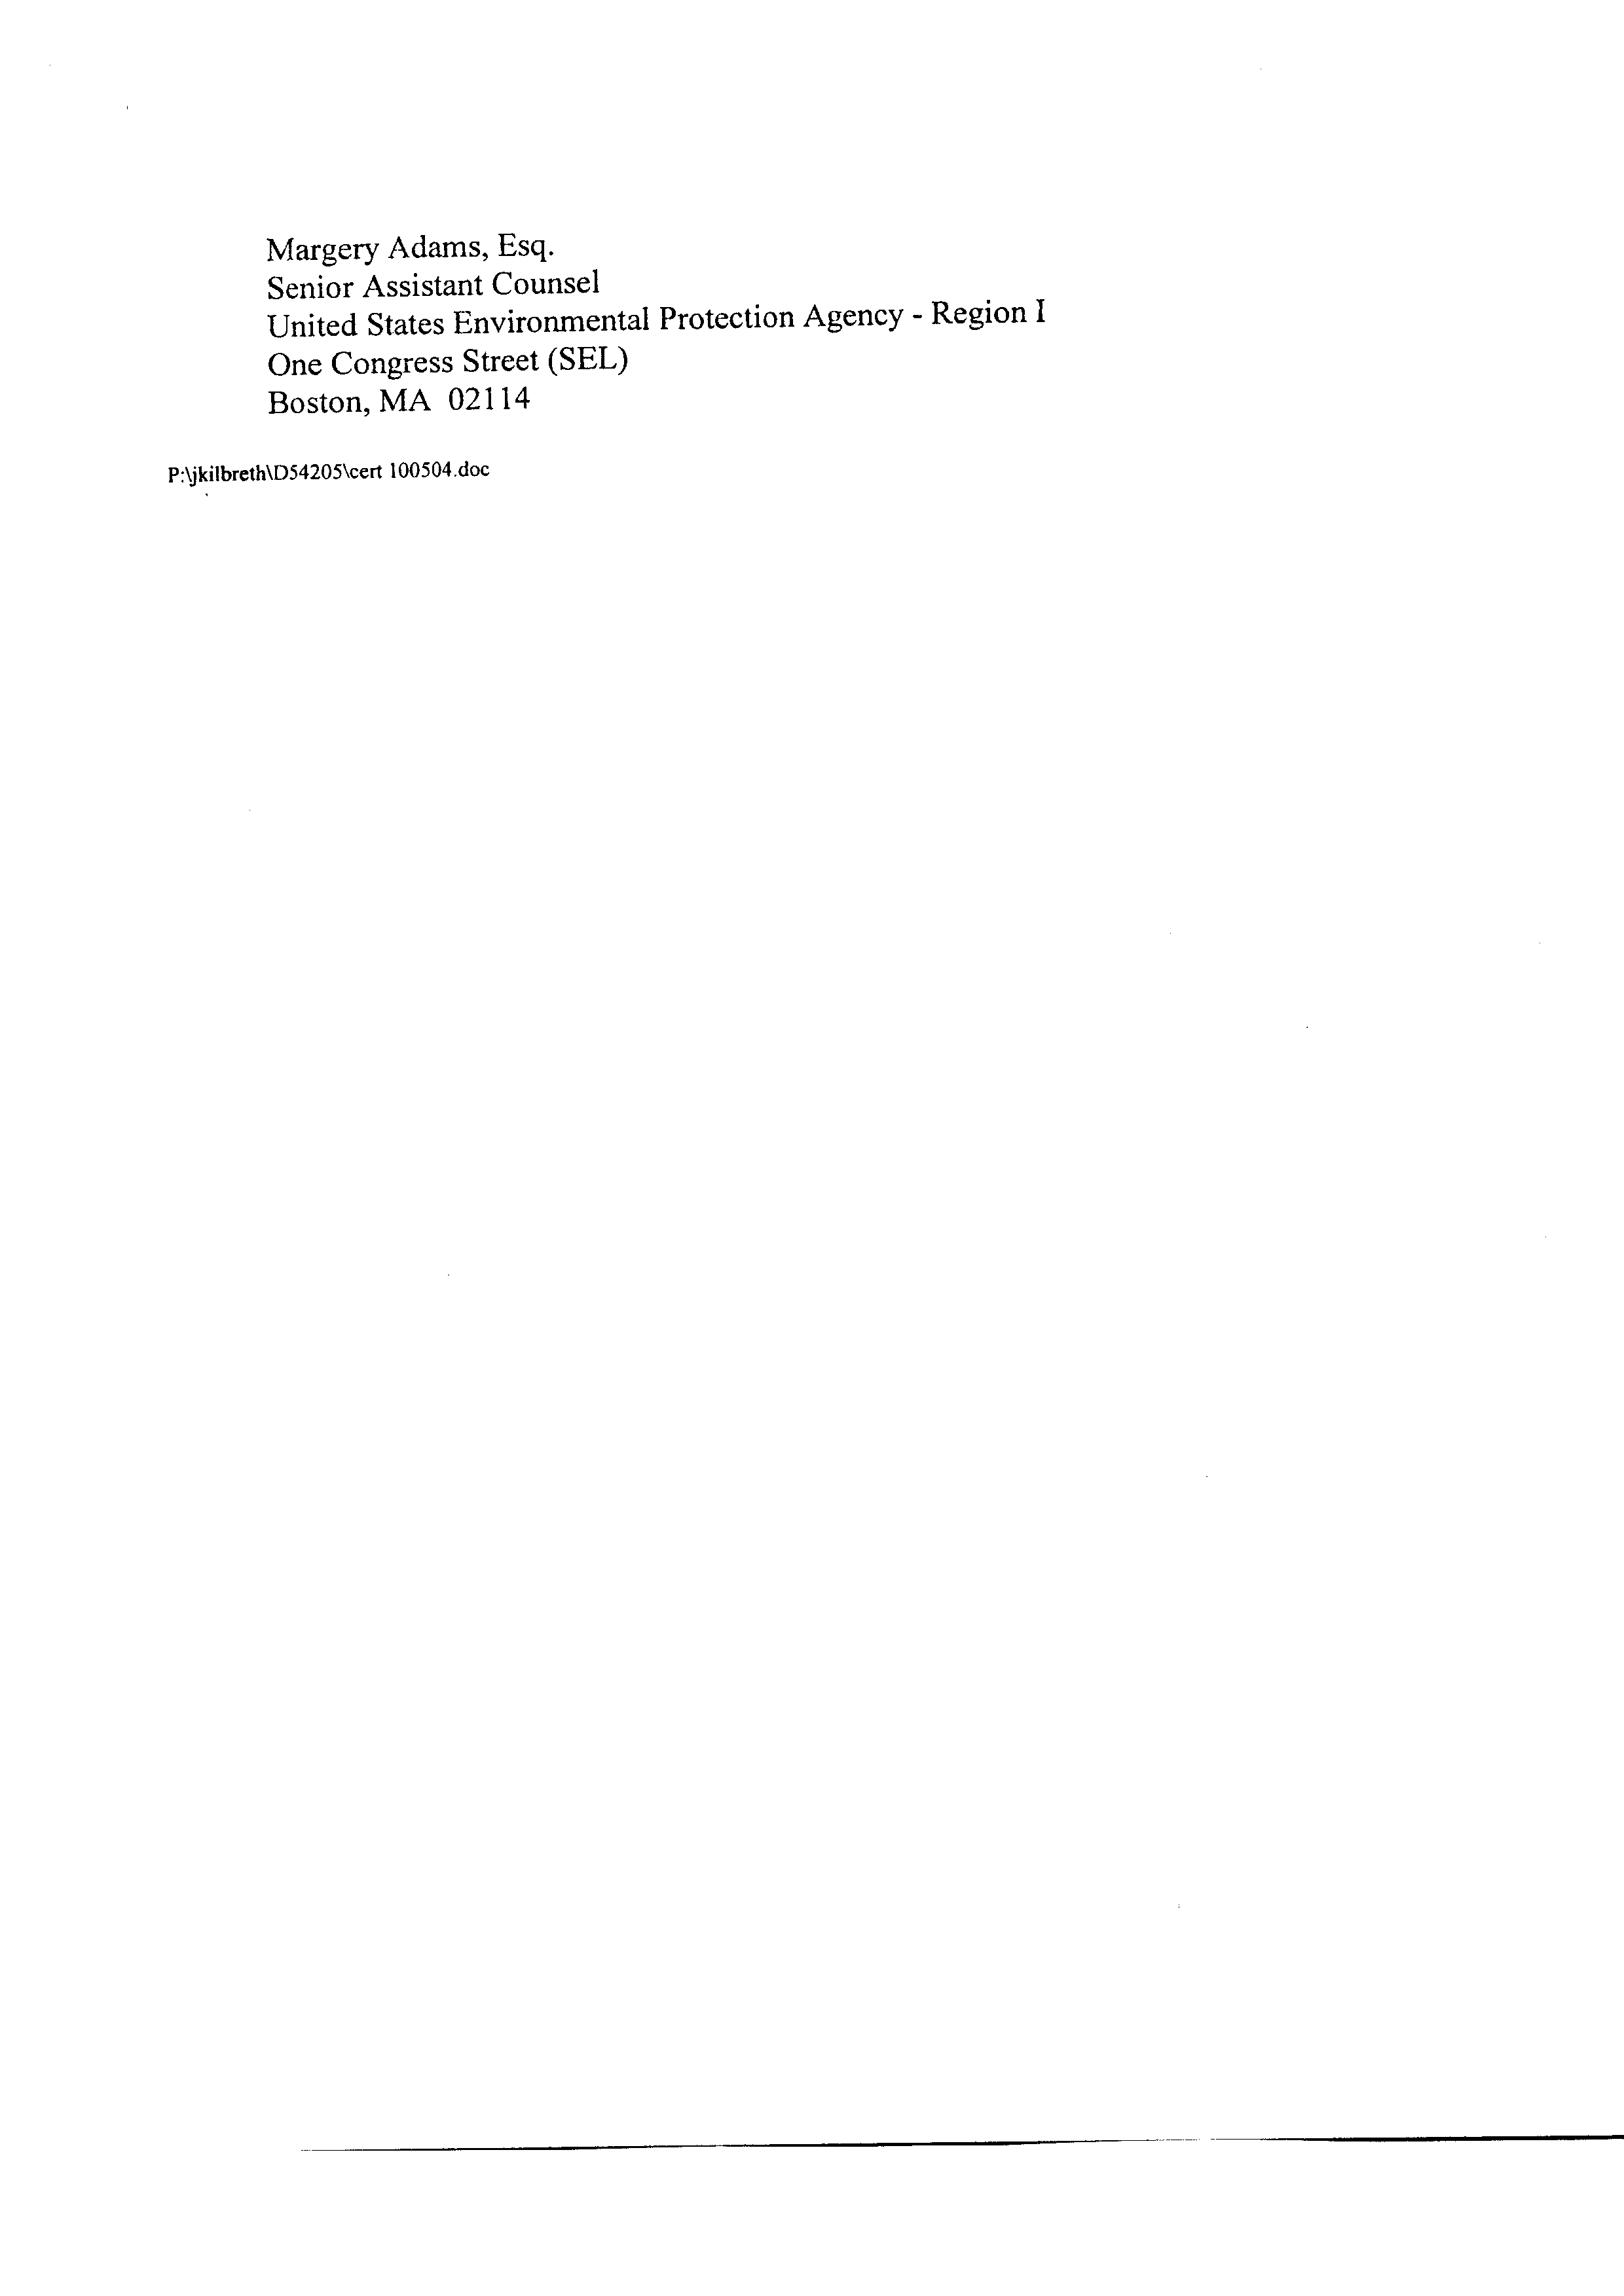 Margery Adams, Esq.
Senior Assistant Counsel
United States Environmental Protection Agency - Region I
One Congress Street (SEL)
Boston, MA 02114
P:\jkilbreth\D54205\cert 100504.doc